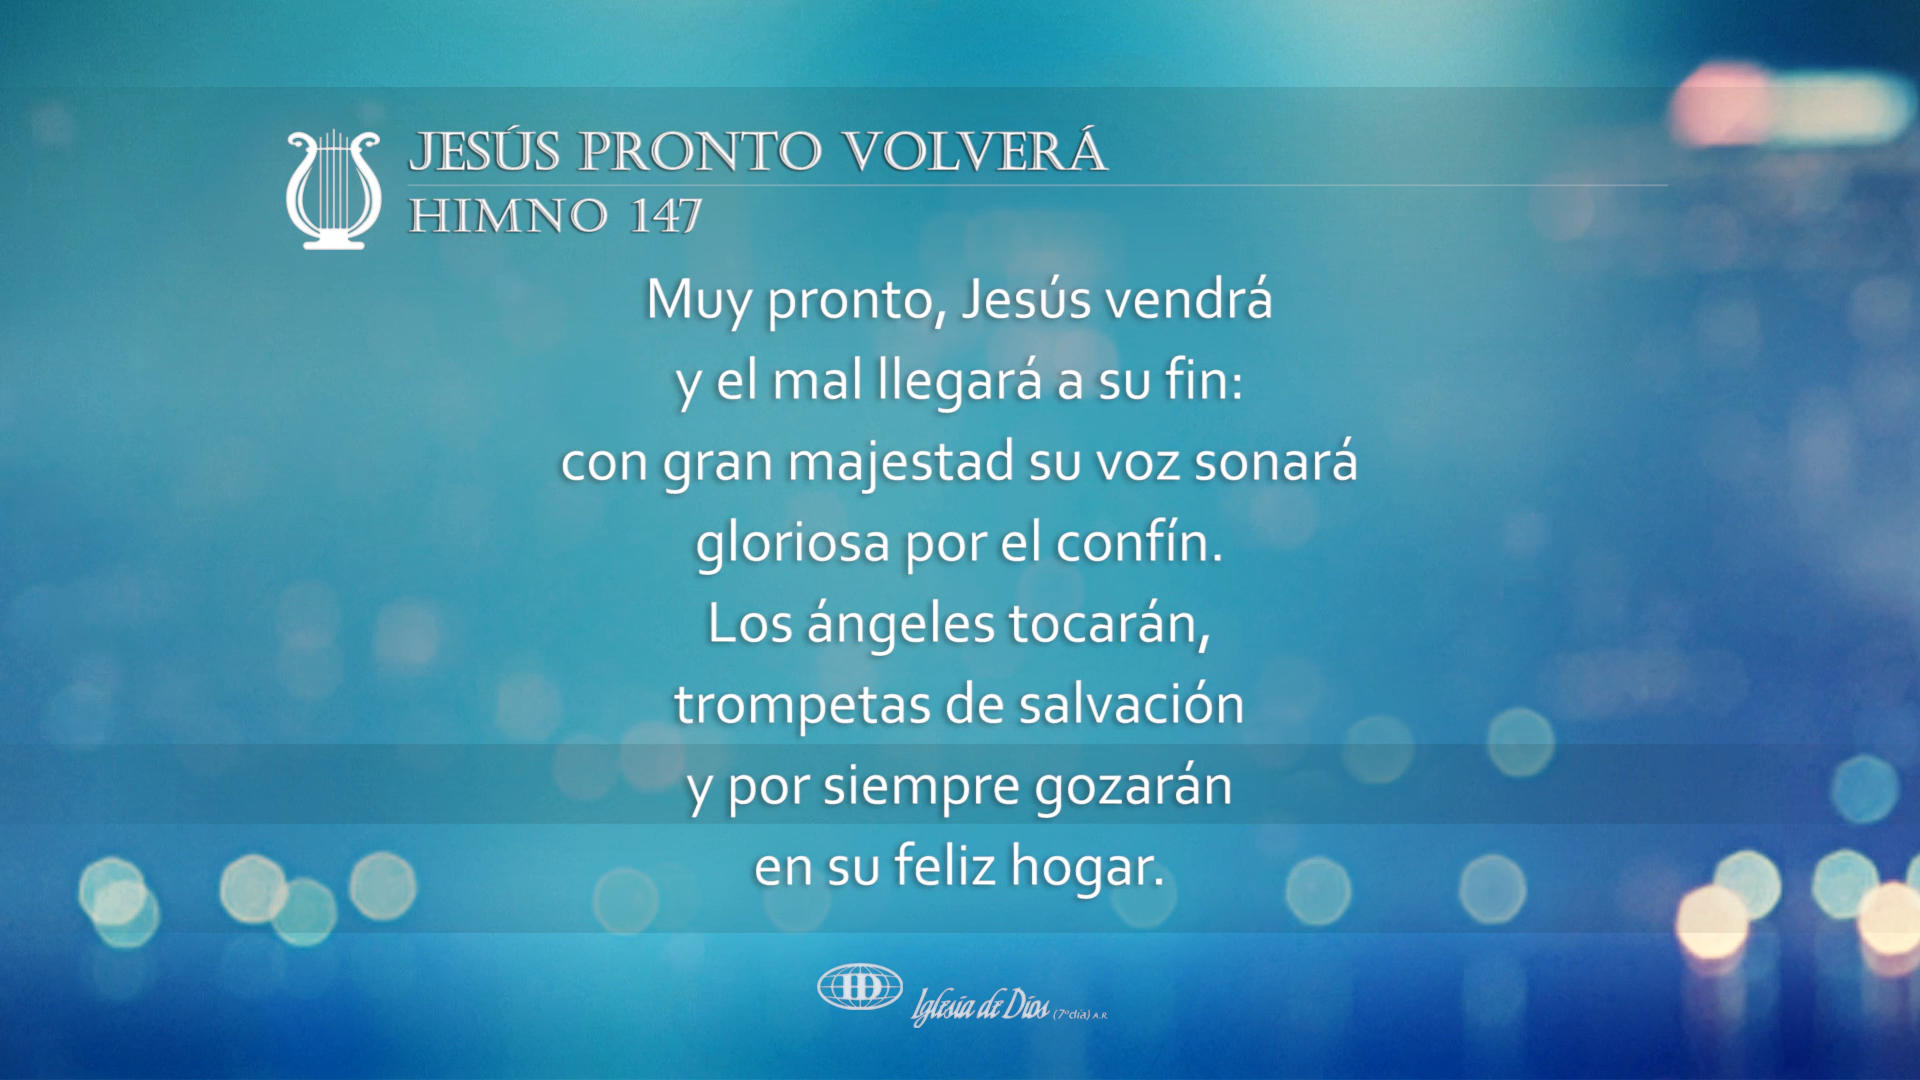 JESÚS PRONTO VOLVERÁ
HIMNO 147
Muy pronto, Jesús vendrá
y el mal llegará a su fin:
con gran majestad su voz sonará
gloriosa por el confín.
Los ángeles tocarán,
trompetas de salvación
y por siempre gozarán
en su feliz hogar.
Iglesia de Dios (7º día) A.R.